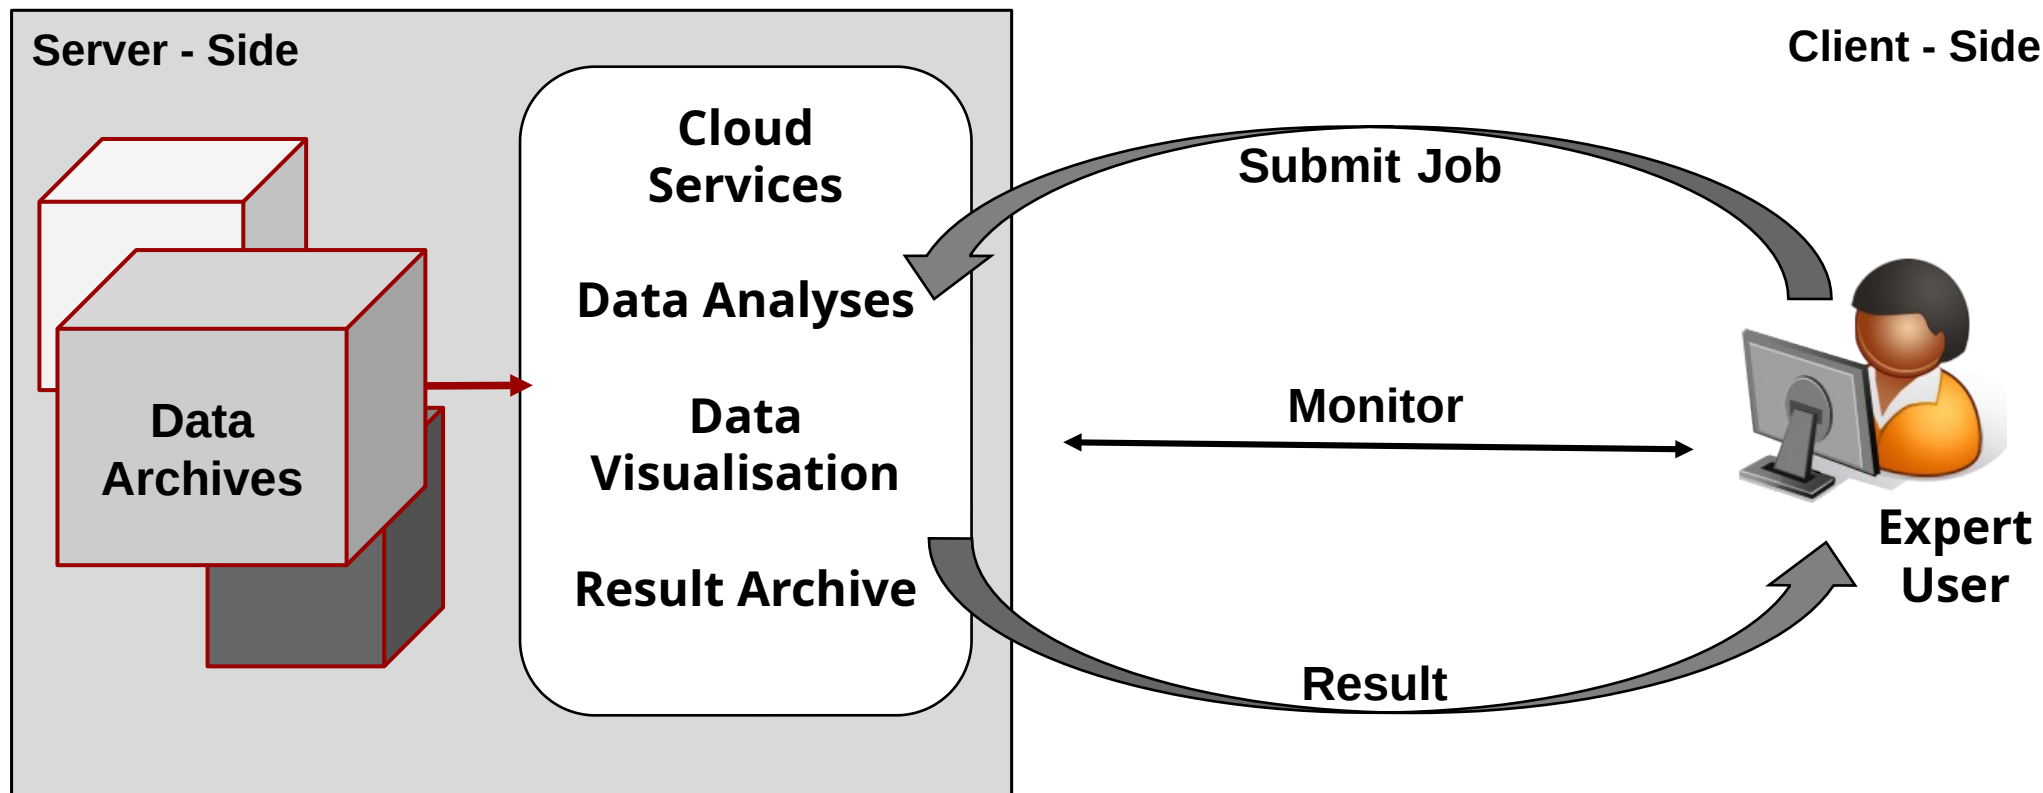 Server - Side
Client - Side
Cloud
Services
Data Analyses
Data
Visualisation
Result Archive
Data
Archives
Submit Job
Monitor
Result
Expert
User